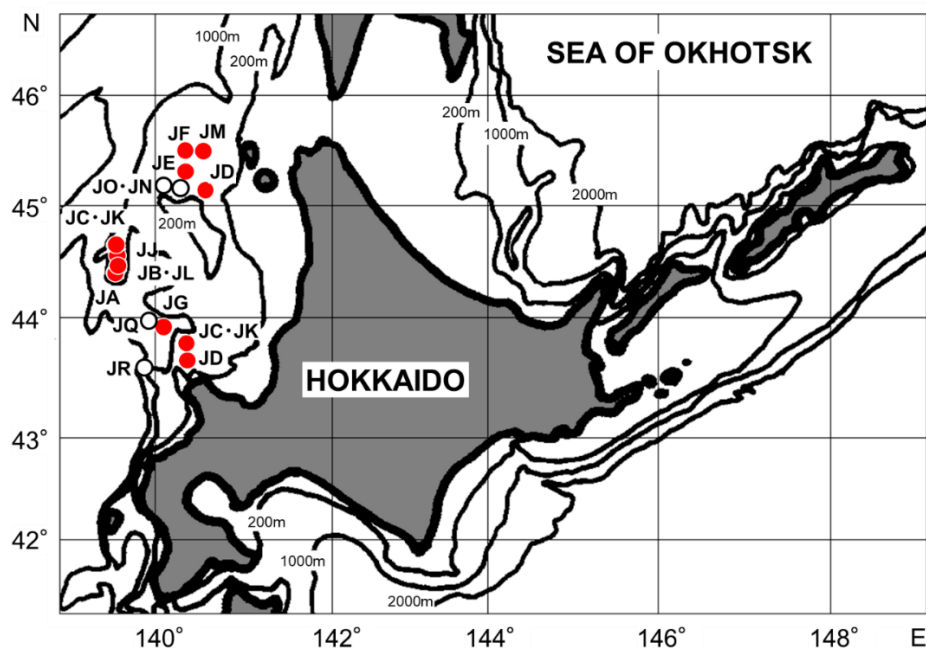 N
1000m
200m
SEA OF OKHOTSK
46°
200m
1000m
2000m
JF JM
JE
JD
JO·JN
45°
200m
JC·JK
JJ
JB·JL
JA
JG
44°
JQ
JC·JK
JD
JR
HOKKAIDO
43°
200m
42°
1000m
2000m
140° 142° 144° 146° 148° E